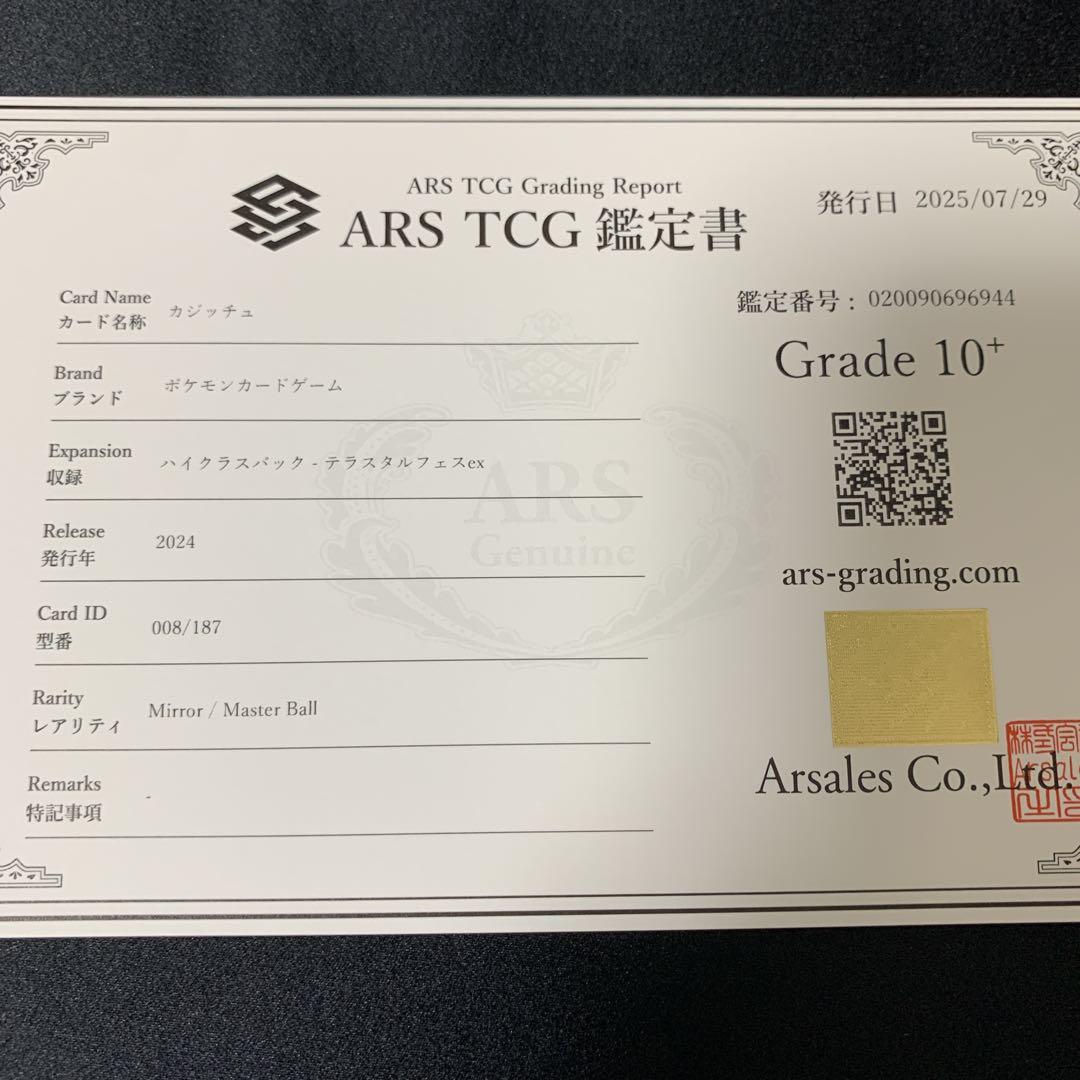 ARS TCG Grading Report
ARS TCG 鑑定書
発行日 2025/07/29
Card Name
カード名称
カジッチュ
Brand
ブランド
ポケモンカードゲーム
Expansion
収録
ハイクラスパック - テラスタルフェスex
Release
発行年
2024
Card ID
型番
008/187
Rarity
レアリティ
Mirror / Master Ball
Remarks
特記事項
-
ARS
Genuine
鑑定番号 : 020090696944
Grade 10+
ars-grading.com
Arsales Co.,Ltd.